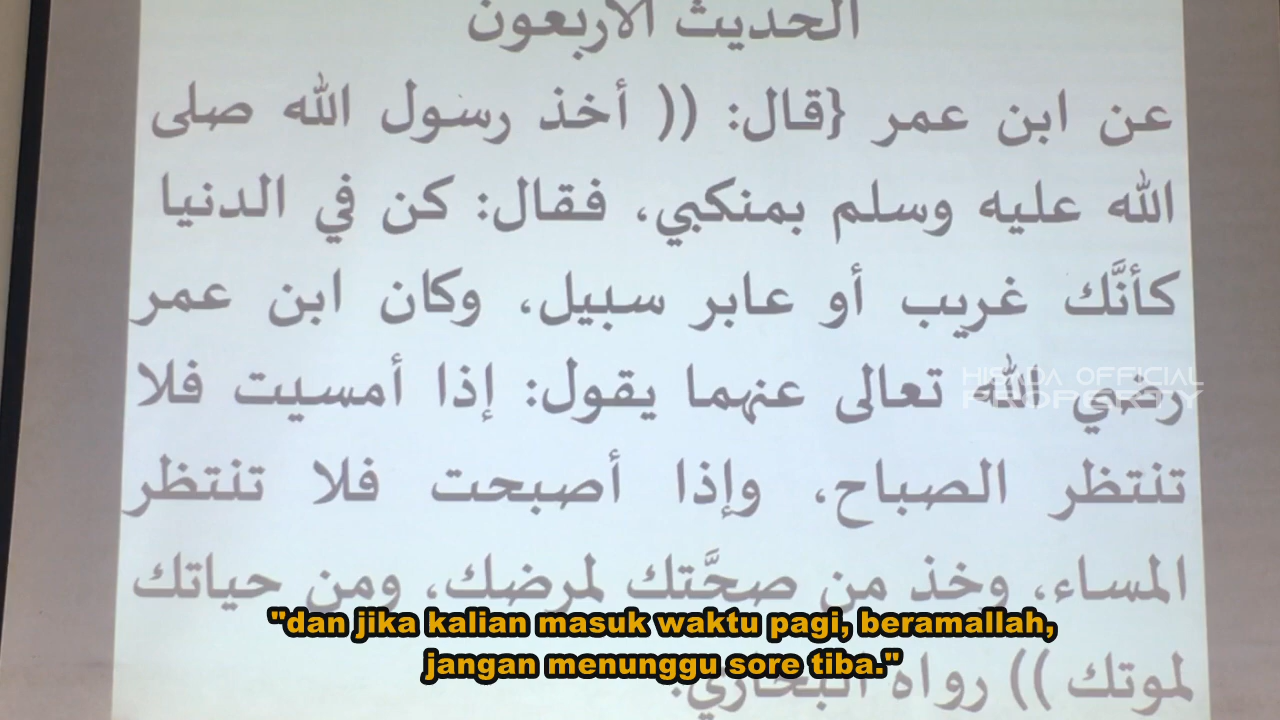 الحديث الأربعون
عن ابن عمر {قال: (( أخذ رسول الله صلى
الله عليه وسلم بمنكبي، فقال: كن في الدنيا
كأنَّك غريب أو عابر سبيل، وكان ابن عمر
رضي الله تعالى عنهما يقول: إذا أمسيت فلا
HISADA OFFICIAL
PROPERTY
تنتظر الصباح، وإذا أصبحت فلا تنتظر
المساء، وخذ من صحَّتك لمرضك، ومن حياتك
"dan jika kalian masuk waktu pagi, beramallah,
jangan menunggu sore tiba."
لموتك )) رواه البخاري.